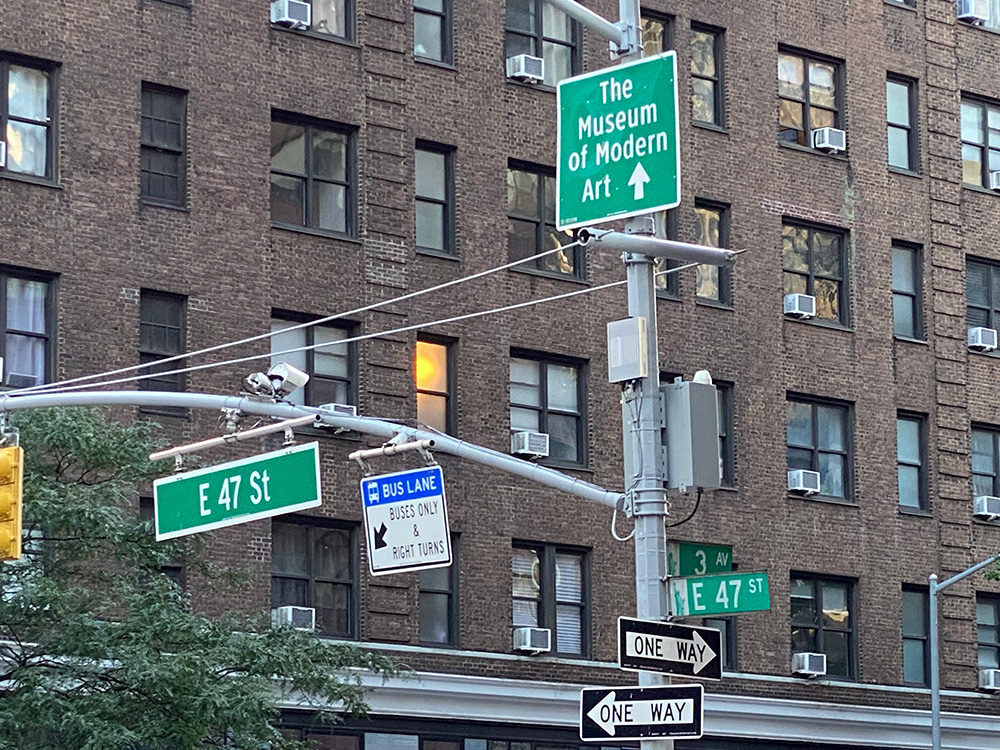 The
Museum
of Modern
Art
E 47 St
BUS LANE
BUSES ONLY
&
RIGHT TURNS
3 AV
E 47 ST
ONE WAY
ONE WAY